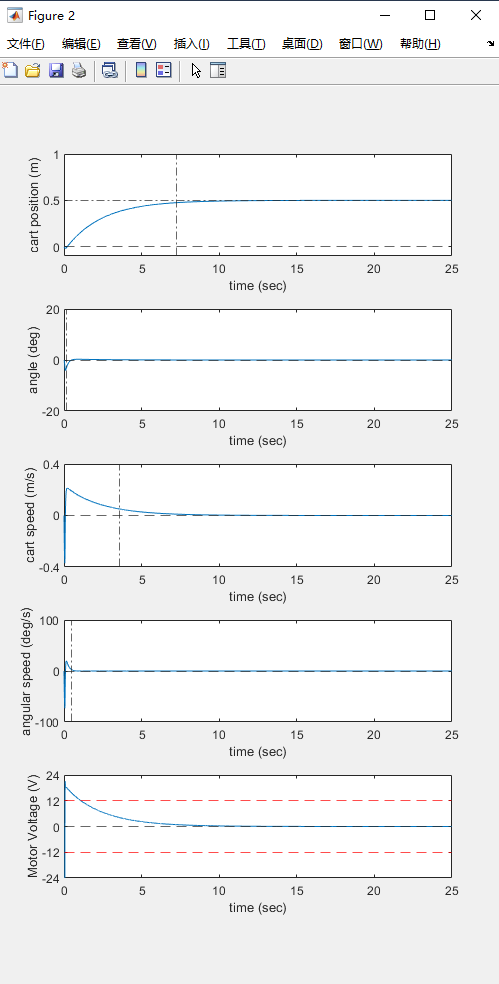 Figure 2
文件(F) 编辑(E) 查看(V) 插入(I) 工具(T) 桌面(D) 窗口(W) 帮助(H)
cart position (m)
1
0.5
0
0 5 10 15 20 25
time (sec)
angle (deg)
20
0
-20
0 5 10 15 20 25
time (sec)
cart speed (m/s)
0.4
0
-0.4
0 5 10 15 20 25
time (sec)
angular speed (deg/s)
100
0
-100
0 5 10 15 20 25
time (sec)
Motor Voltage (V)
24
12
0
-12
-24
0 5 10 15 20 25
time (sec)